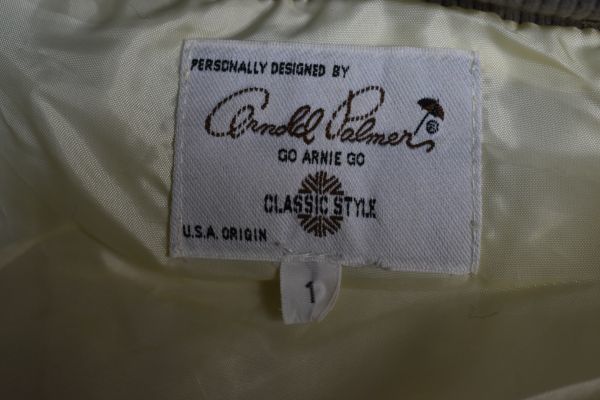 PERSONALLY DESIGNED BY
Arnold Palmer
GO ARNIE GO
CLASSIC STYLE
U.S.A. ORIGIN
1